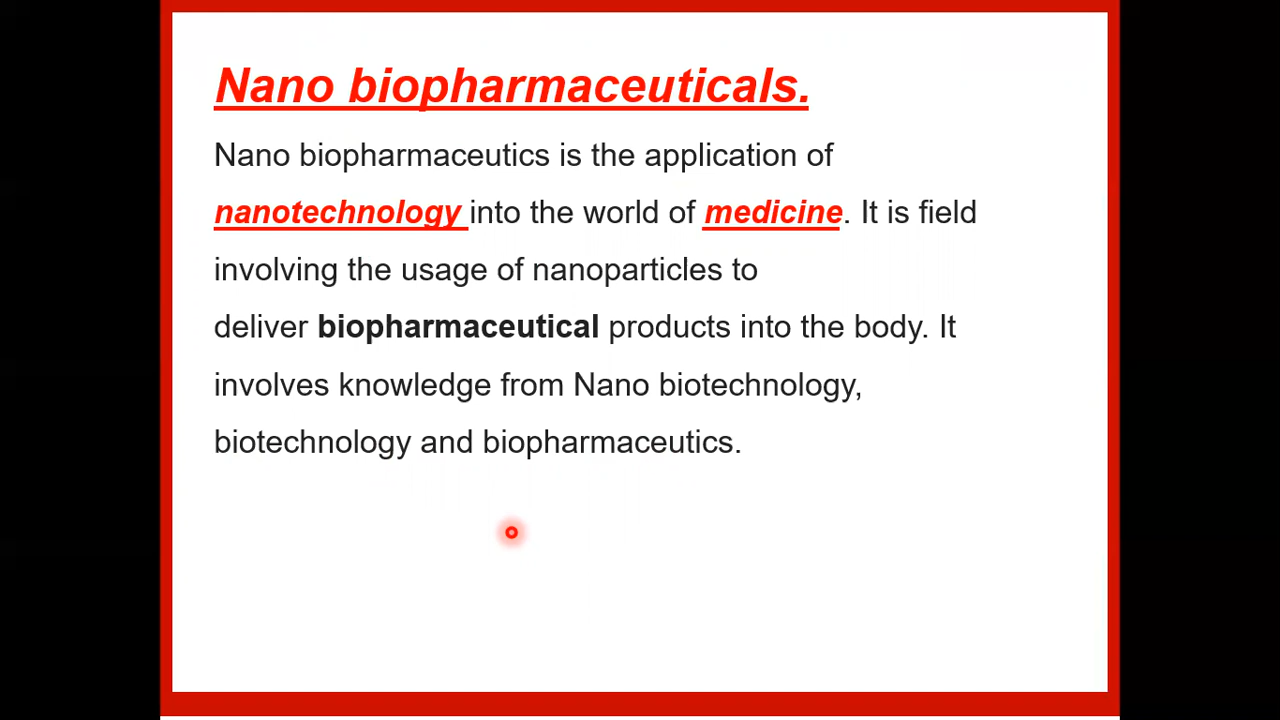 Nano biopharmaceuticals.
Nano biopharmaceutics is the application of
nanotechnology into the world of medicine. It is field
involving the usage of nanoparticles to
deliver biopharmaceutical products into the body. It
involves knowledge from Nano biotechnology,
biotechnology and biopharmaceutics.